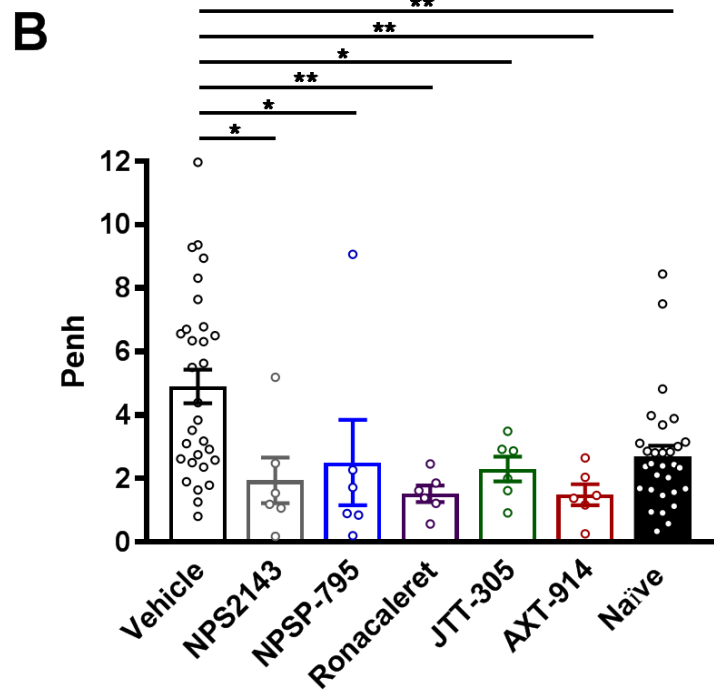 B
**
**
*
**
*
*
12
10
8
6
4
2
0
Penh
Vehicle
NPS2143
NPSP-795
Ronacaleret
JTT-305
AXT-914
Naïve